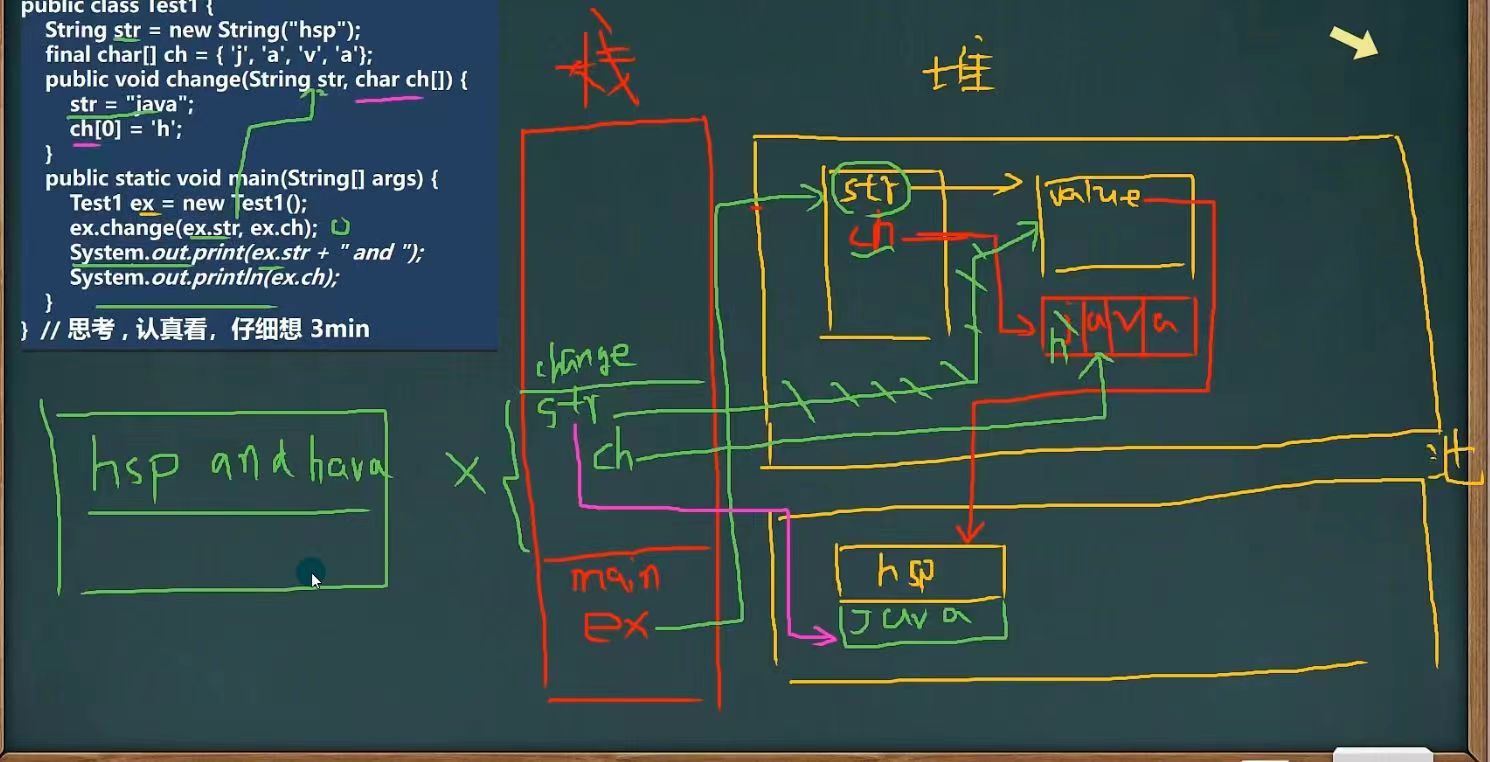 public class Test1 {
String str = new String("hsp");
final char[] ch = { 'j', 'a', 'v', 'a'};
public void change(String str, char ch[]) {
str = "java";
ch[0] = 'h';
}
public static void main(String[] args) {
Test1 ex = new Test1();
ex.change(ex.str, ex.ch);
System.out.print(ex.str + " and ");
System.out.println(ex.ch);
}
} // 思考，认真看，仔细想 3min
栈
堆
str
value
ch
j a v a
h
change
str
ch
hsp and hava
main
ex
hsp
java